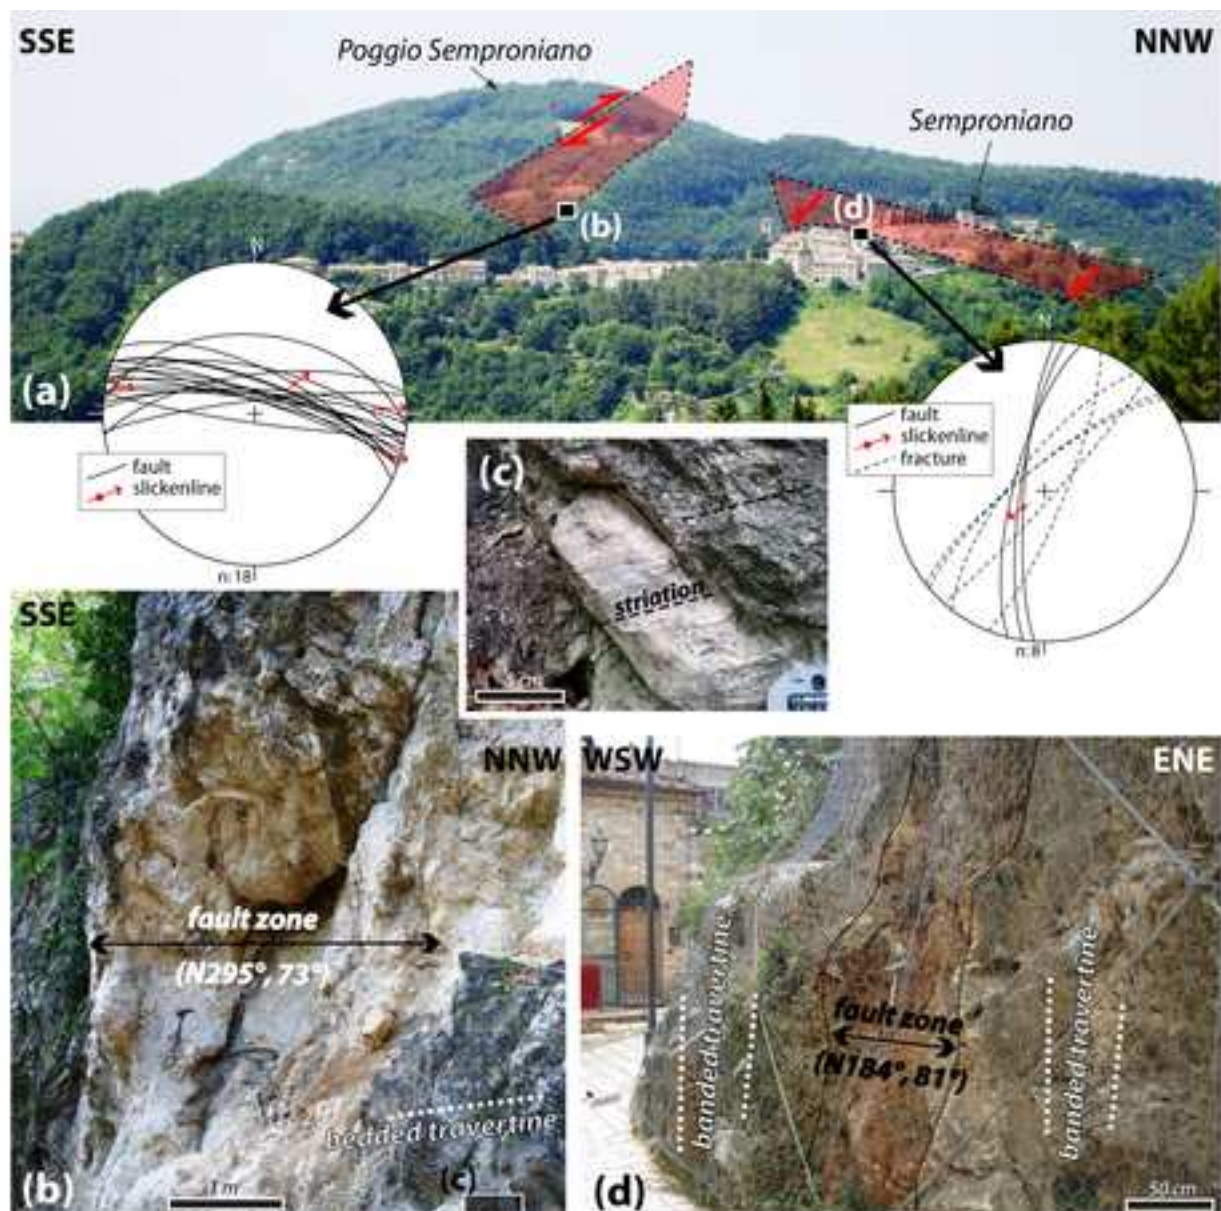 SSE
NNW
Poggio Semproniano
Semproniano
(b)
(d)
N
(a)
fault
slickenline
n: 18
N
fault
slickenline
fracture
n: 8
(c)
striation
SSE
NNW
fault zone
(N295°, 73°)
bedded travertine
(b)
1 m
(c)
WSW
ENE
banded travertine
fault zone
(N184°, 81°)
banded travertine
(d)
50 cm